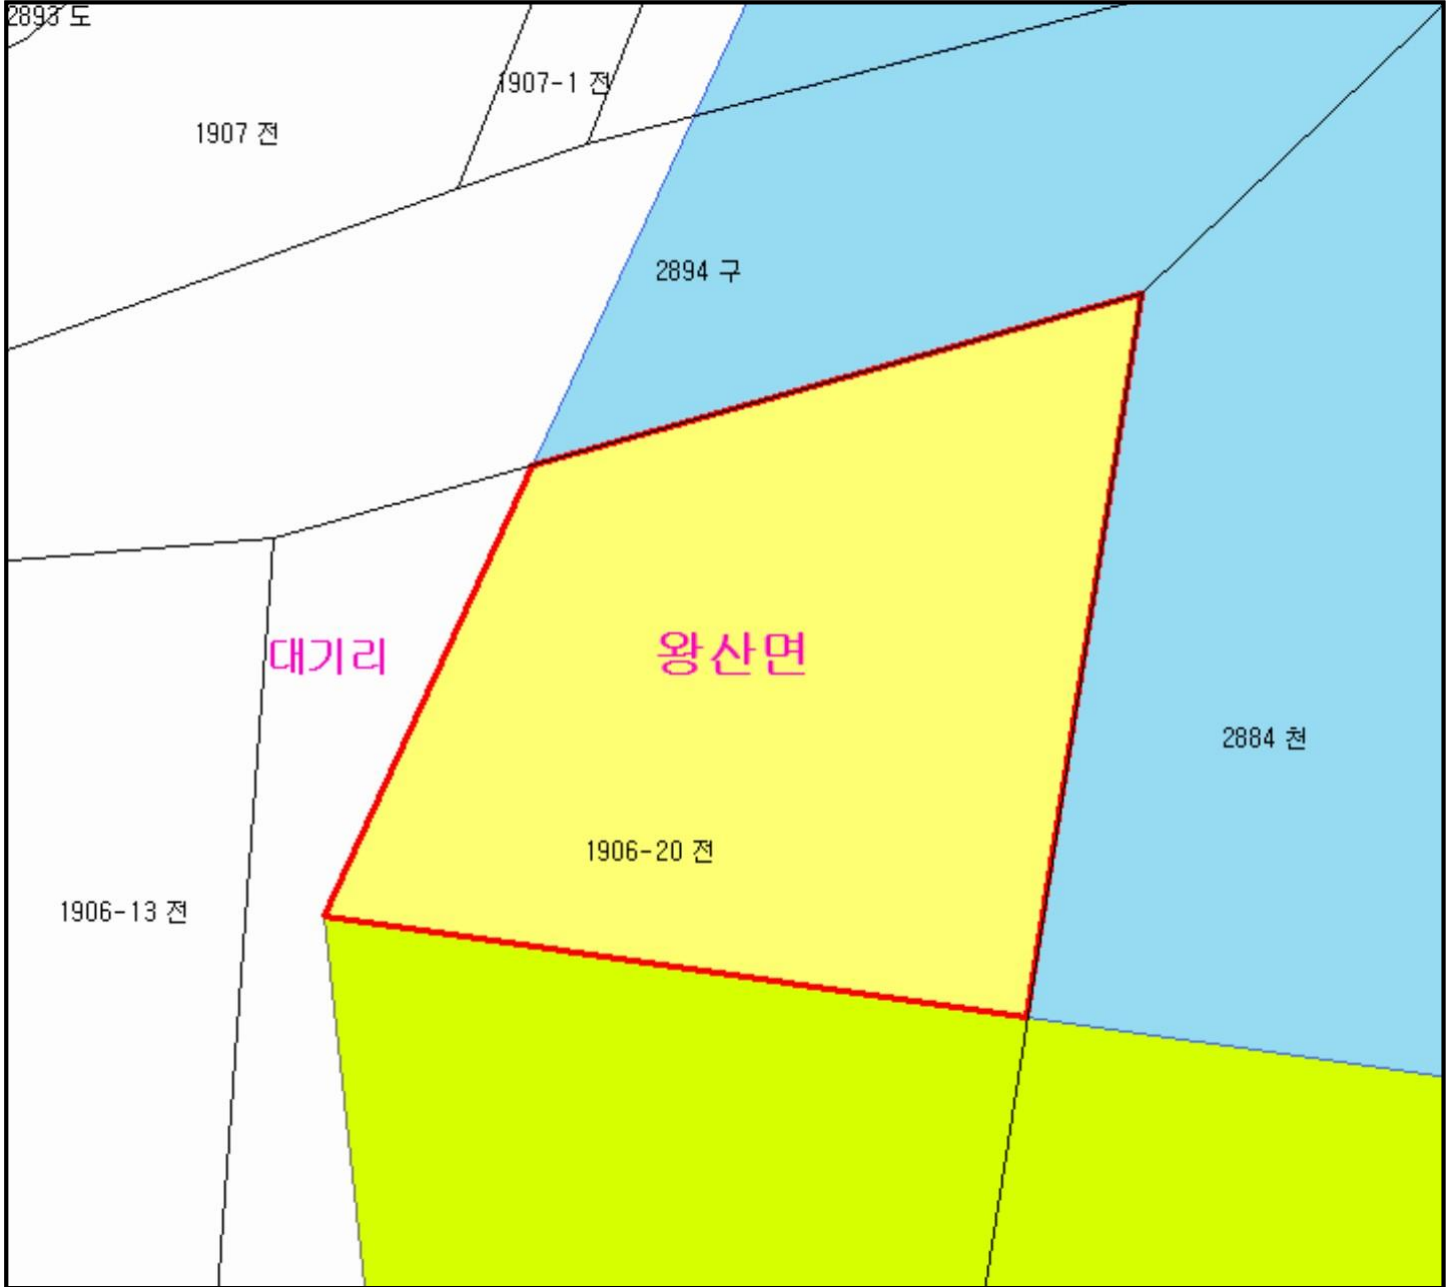 2893 도
1907-1 전
1907 전
2894 구
대기리
왕산면
2884 천
1906-20 전
1906-13 전